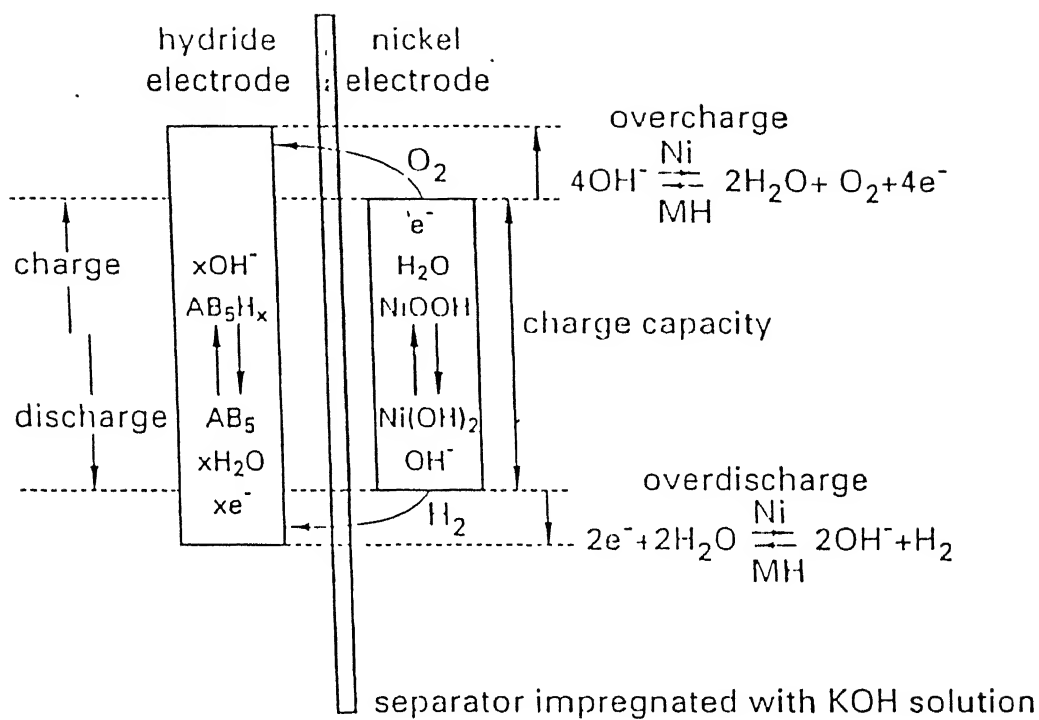 hydride
electrode
nickel
electrode
overcharge
4OH⁻ Ni ⇌ MH 2H₂O+ O₂+4e⁻
O₂
charge
discharge
xOH⁻
AB₅Hₓ
AB₅
xH₂O
xe⁻
e⁻
H₂O
NiOOH
Ni(OH)₂
OH⁻
charge capacity
H₂
overdischarge
2e⁻+2H₂O Ni ⇌ MH 2OH⁻+H₂
separator impregnated with KOH solution